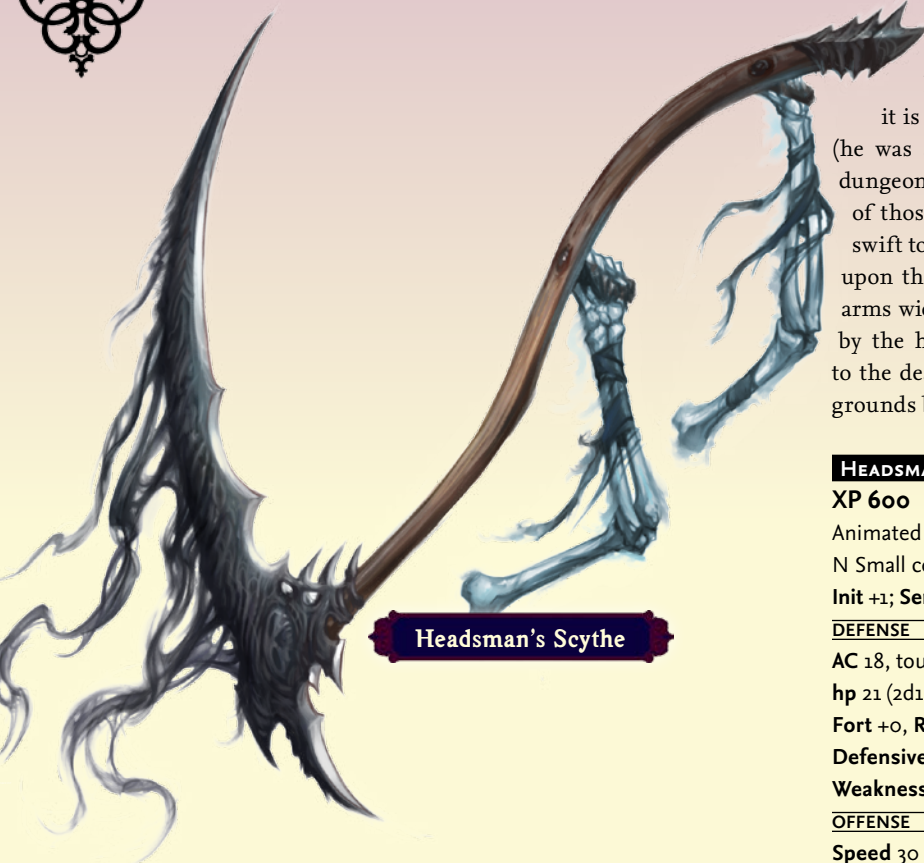 it is
(he was
dungeon
of thos
swift to
upon th
arms wi
by the h
to the de
grounds
Headsman's Scythe
Headsma
XP 600
Animated
N Small co
Init +1; Se
DEFENSE
AC 18, tou
hp 21 (2d1
Fort +0, R
Defensive
Weakness
OFFENSE
Speed 30